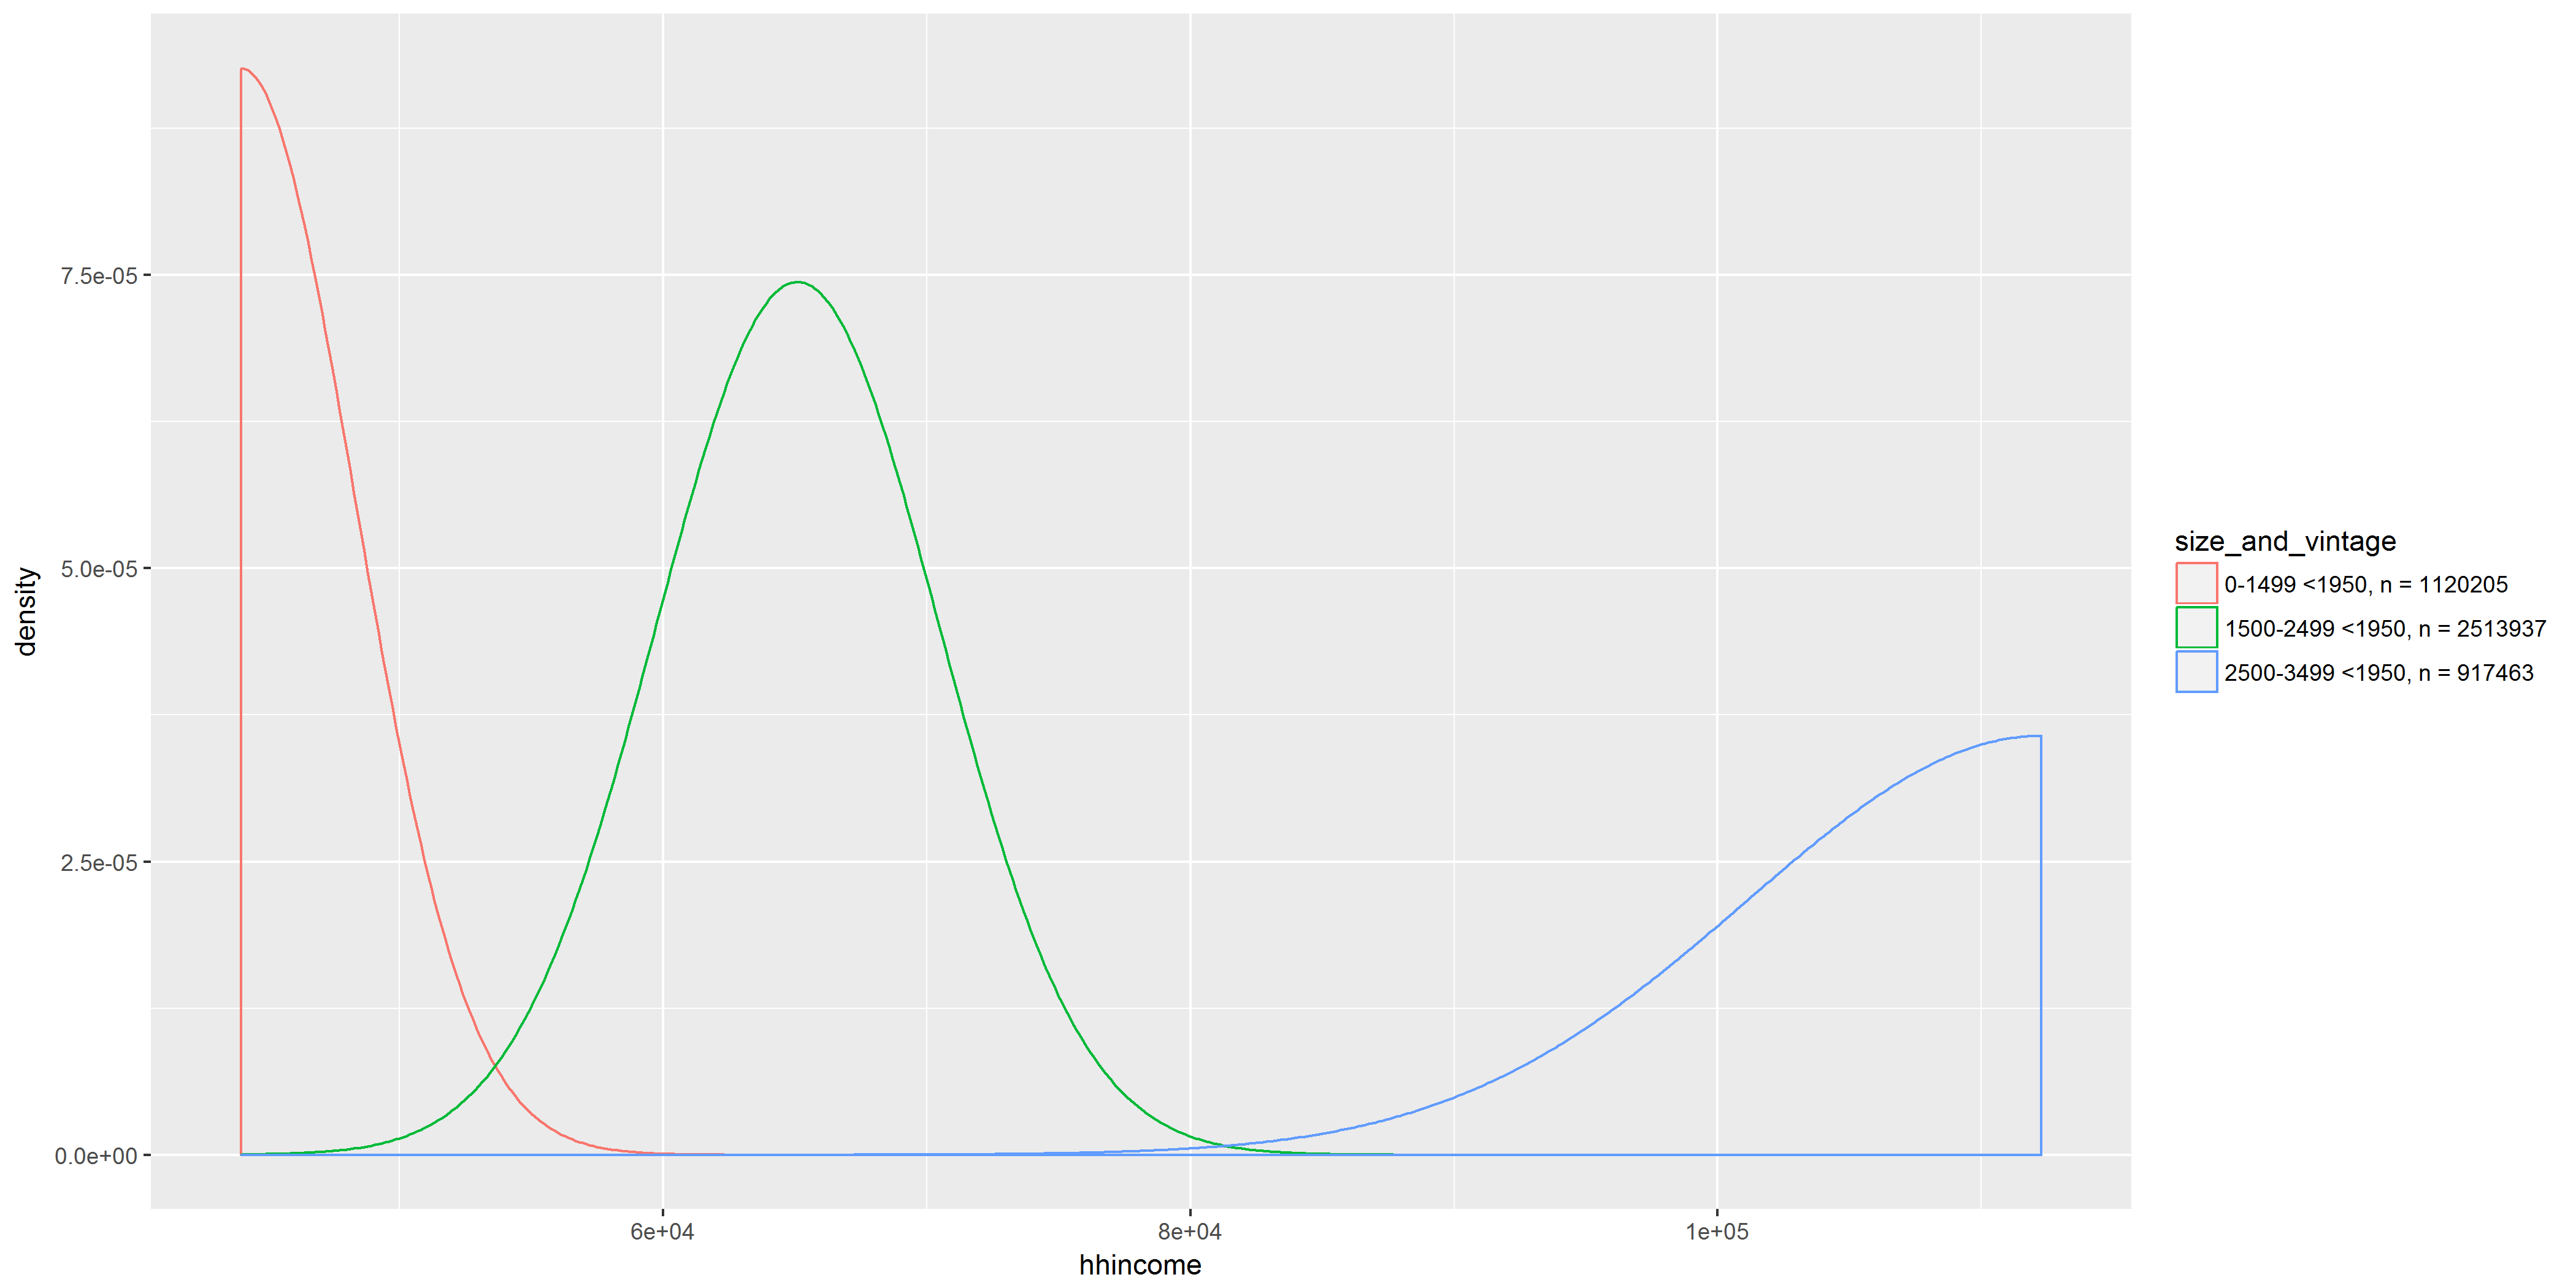 density
7.5e-05
5.0e-05
2.5e-05
0.0e+00
6e+04
8e+04
1e+05
hhincome
size_and_vintage
0-1499 <1950, n = 1120205
1500-2499 <1950, n = 2513937
2500-3499 <1950, n = 917463